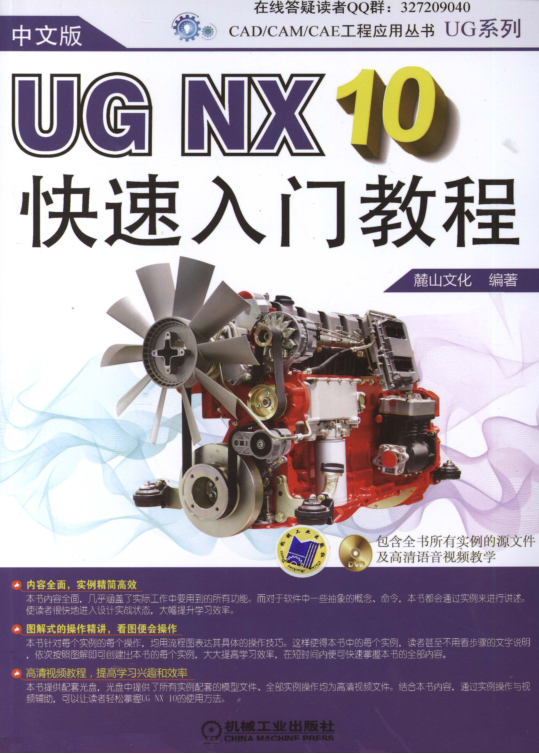 在线答疑读者QQ群：327209040
中文版
CAD/CAM/CAE工程应用丛书 UG系列
UG NX 10
快速入门教程
麓山文化 编著
包含全书所有实例的源文件
及高清语音视频教学
内容全面，实例精简高效
本书内容全面，几乎涵盖了实际工作中要用到的所有功能。而对于软件中一些抽象的概念、命令，本书都会通过实例来进行讲述。
使读者很快地进入设计实战状态，大幅提升学习效率。
图解式的操作精讲，看图便会操作
本书针对每个实例的每个操作，均用流程图表达其具体的操作技巧。这样使得本书中的每个实例，读者甚至不用看步骤的文字说明
，依次按照图解即可创建出本书的每个实例，大大提高学习效率，在短时间内便可快速掌握本书的全部内容。
高清视频教程，提高学习兴趣和效率
本书提供配套光盘，光盘中提供了所有实例配套的模型文件、全部实例操作均为高清视频文件。结合本书内容，通过实例操作与视
频辅助，可以让读者轻松掌握UG NX 10的使用方法。
机械工业出版社
CHINA MACHINE PRESS